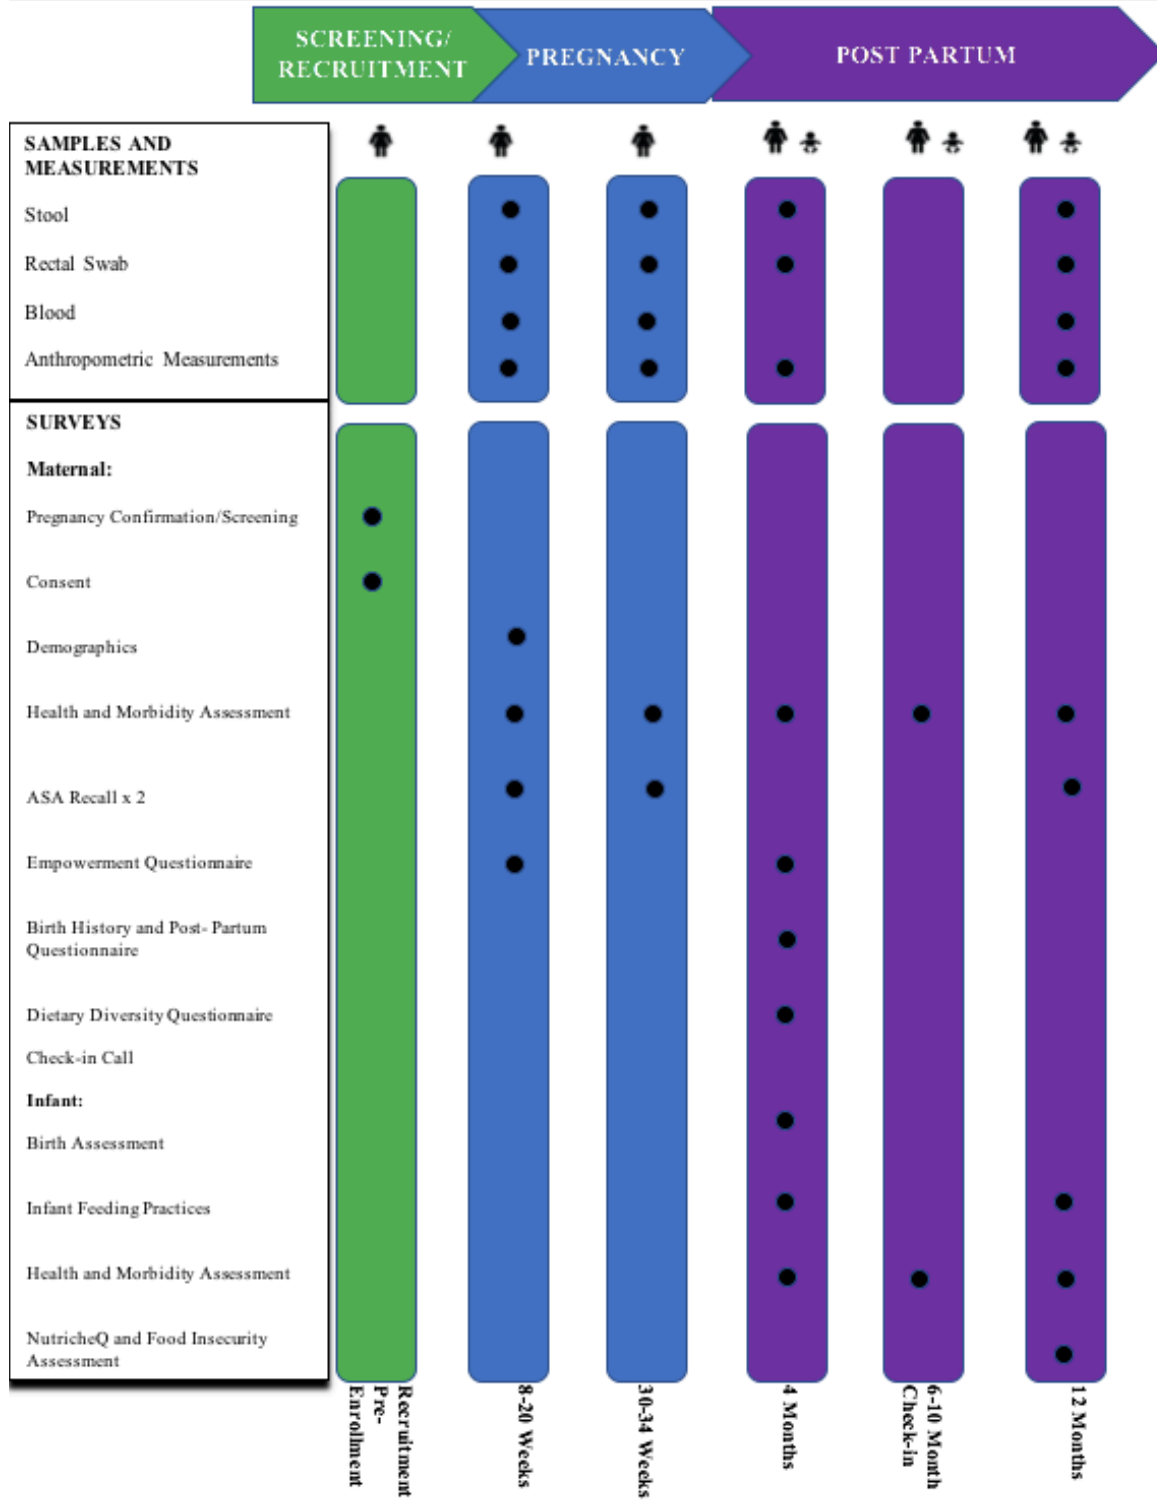 SCREENING/
RECRUITMENT
PREGNANCY
POST PARTUM
SAMPLES AND
MEASUREMENTS
Stool
Rectal Swab
Blood
Anthropometric Measurements
SURVEYS
Maternal:
Pregnancy Confirmation/Screening
Consent
Demographics
Health and Morbidity Assessment
ASA Recall x 2
Empowerment Questionnaire
Birth History and Post- Partum
Questionnaire
Dietary Diversity Questionnaire
Check-in Call
Infant:
Birth Assessment
Infant Feeding Practices
Health and Morbidity Assessment
NutricheQ and Food Insecurity
Assessment
Recruitment
Pre-
Enrollment
8-20 Weeks
30-34 Weeks
4 Months
6-10 Month
Check-in
12 Months